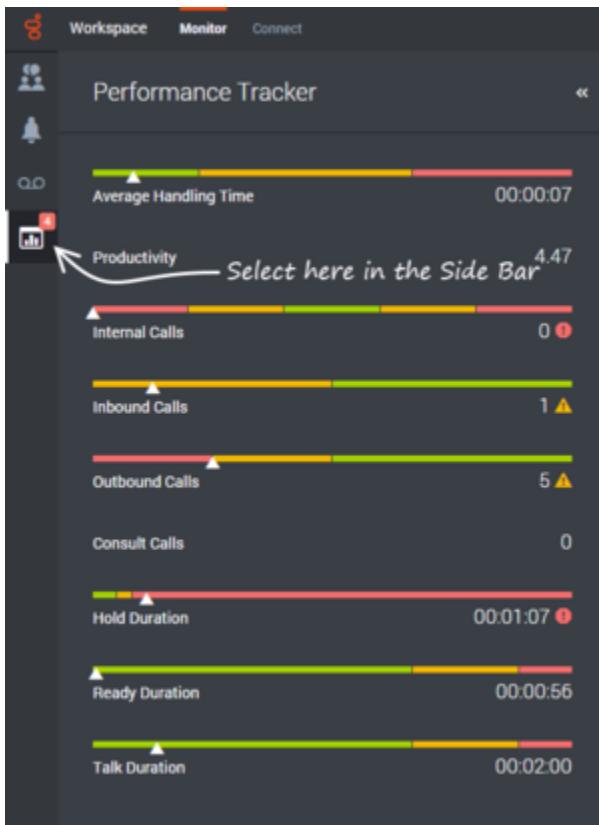 Workspace Monitor Connect
Performance Tracker «
Average Handling Time 00:00:07
4
Productivity 4.47
Select here in the Side Bar
Internal Calls 0
Inbound Calls 1
Outbound Calls 5
Consult Calls 0
Hold Duration 00:01:07
Ready Duration 00:00:56
Talk Duration 00:02:00